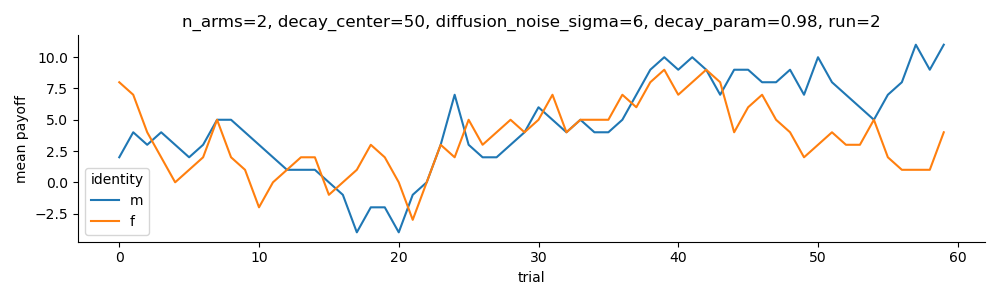 n_arms=2, decay_center=50, diffusion_noise_sigma=6, decay_param=0.98, run=2
mean payoff
10.0
7.5
5.0
2.5
0.0
−2.5
identity
m
f
0 10 20 30 40 50 60
trial